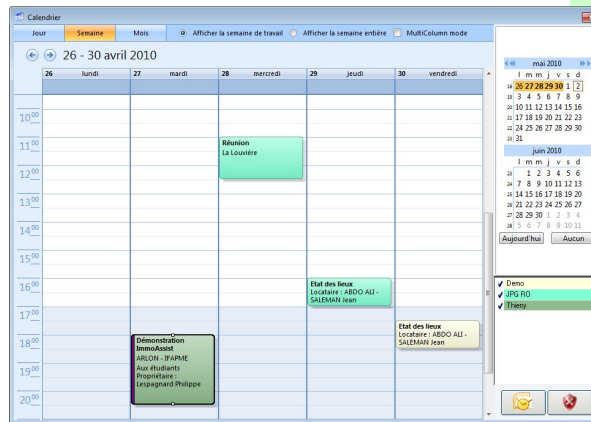 Calendrier
Jour Semaine Mois Afficher la semaine de travail Afficher la semaine entière MultiColumn mode
26 - 30 avril 2010
26 lundi 27 mardi 28 mercredi 29 jeudi 30 vendredi
10 00
11 00
12 00
13 00
14 00
15 00
16 00
17 00
18 00
19 00
20 00
Réunion
La Louvière
Etat des lieux
Locataire : ABDO ALI -
SALEMAN Jean
Etat des lieux
Locataire : ABDO ALI -
SALEMAN Jean
Démonstration
ImmoAssist
ARLON - IFAPME
Aux étudiants
Propriétaire :
Lespagnard Philippe
mai 2010
l m m j v s d
18 26 27 28 29 30 1 2
19 3 4 5 6 7 8 9
20 10 11 12 13 14 15 16
21 17 18 19 20 21 22 23
22 24 25 26 27 28 29 30
23 31
juin 2010
l m m j v s d
23 1 2 3 4 5 6
24 7 8 9 10 11 12 13
25 14 15 16 17 18 19 20
26 21 22 23 24 25 26 27
27 28 29 30 1 2 3 4
28 5 6 7 8 9 10 11
Aujourd'hui Aucun
Demo
JPG RO
Thierry